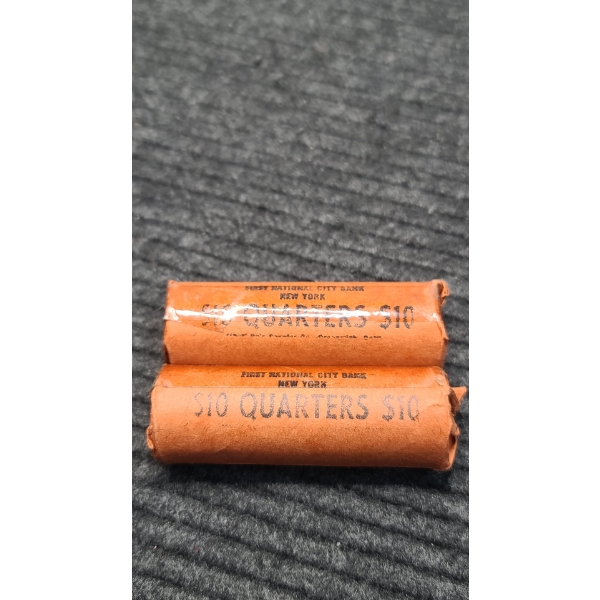 FIRST NATIONAL CITY BANK
NEW YORK
$10 QUARTERS $10
FIRST NATIONAL CITY BANK
NEW YORK
$10 QUARTERS $10